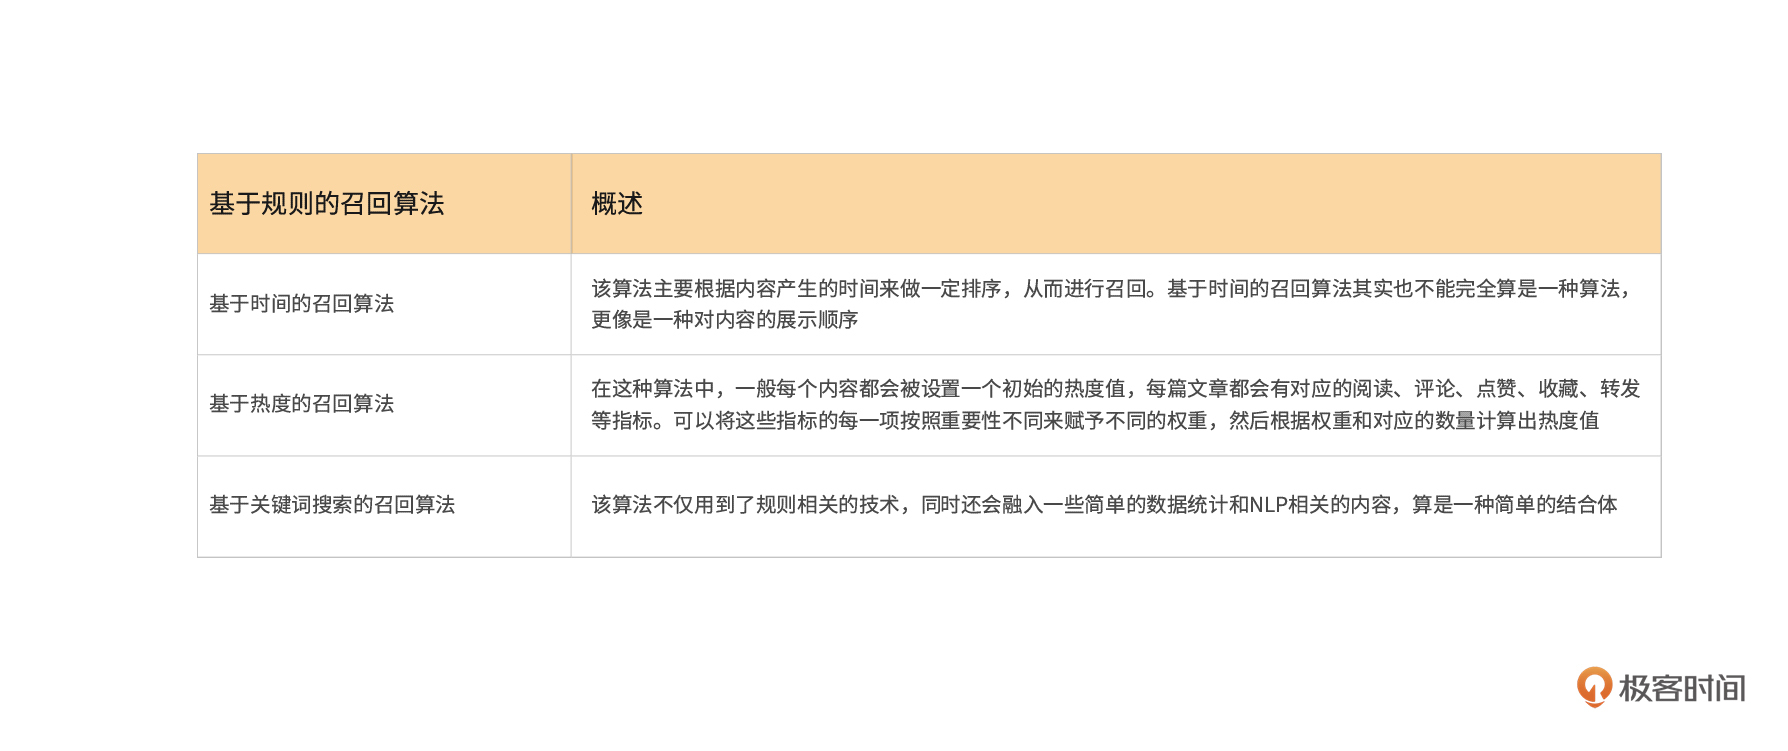 基于规则的召回算法
概述
基于时间的召回算法
该算法主要根据内容产生的时间来做一定排序，从而进行召回。基于时间的召回算法其实也不能完全算是一种算法，
更像是一种对内容的展示顺序
基于热度的召回算法
在这种算法中，一般每个内容都会被设置一个初始的热度值，每篇文章都会有对应的阅读、评论、点赞、收藏、转发
等指标。可以将这些指标的每一项按照重要性不同来赋予不同的权重，然后根据权重和对应的数量计算出热度值
基于关键词搜索的召回算法
该算法不仅用到了规则相关的技术，同时还会融入一些简单的数据统计和NLP相关的内容，算是一种简单的结合体
极客时间